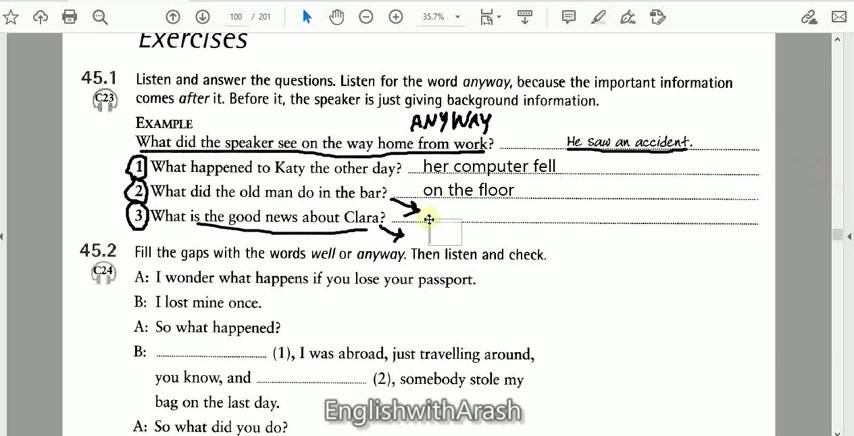 100 / 201
35.7%
Exercises
45.1 Listen and answer the questions. Listen for the word anyway, because the important information
C23 comes after it. Before it, the speaker is just giving background information.
EXAMPLE ANYWAY
What did the speaker see on the way home from work? He saw an accident.
1 What happened to Katy the other day? her computer fell
2 What did the old man do in the bar? on the floor
3 What is the good news about Clara?
45.2 Fill the gaps with the words well or anyway. Then listen and check.
C24 A: I wonder what happens if you lose your passport.
B: I lost mine once.
A: So what happened?
B: (1), I was abroad, just travelling around,
you know, and (2), somebody stole my
bag on the last day.
EnglishwithArash
A: So what did you do?